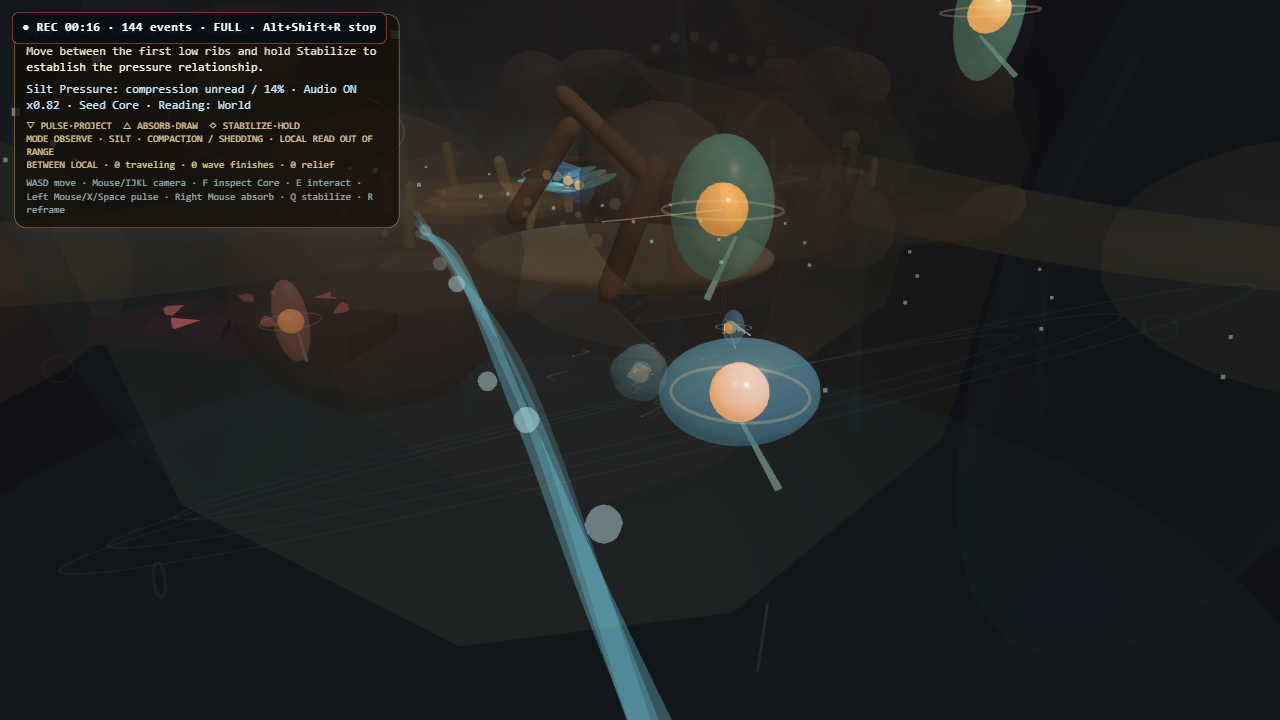 ● REC 00:16 · 144 events · FULL · Alt+Shift+R stop
Move between the first low ribs and hold Stabilize to
establish the pressure relationship.
Silt Pressure: compression unread / 14% · Audio ON
x0.82 · Seed Core · Reading: World
▽ PULSE·PROJECT △ ABSORB·DRAW ◇ STABILIZE·HOLD
MODE OBSERVE · SILT · COMPACTION / SHEDDING · LOCAL READ OUT OF
RANGE
BETWEEN LOCAL · 0 traveling · 0 wave finishes · 0 relief
WASD move · Mouse/IJKL camera · F inspect Core · E interact ·
Left Mouse/X/Space pulse · Right Mouse absorb · Q stabilize · R
reframe